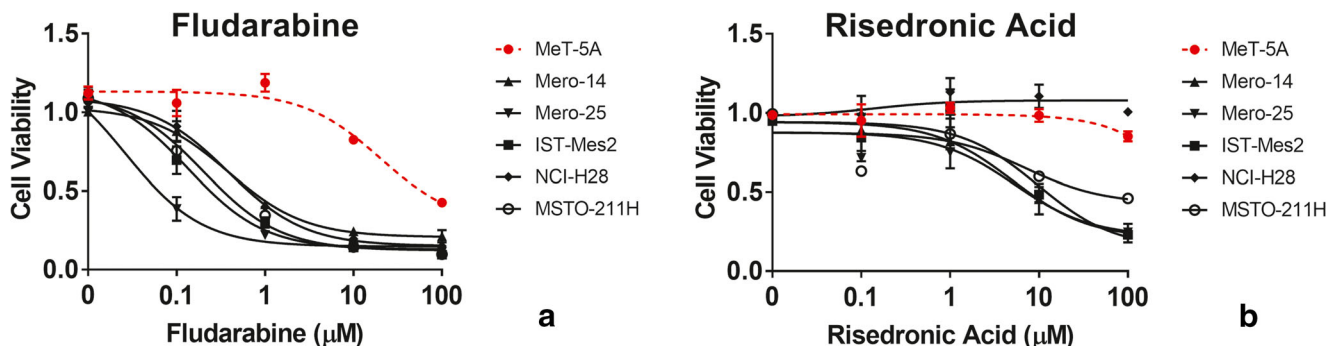 Fludarabine
1.5
1.0
0.5
0.0
Cell Viability
0
0.1
1
10
100
Fludarabine (μM)
MeT-5A
Mero-14
Mero-25
IST-Mes2
NCI-H28
MSTO-211H
a
Risedronic Acid
1.5
1.0
0.5
0.0
Cell Viability
0
0.1
1
10
100
Risedronic Acid (μM)
MeT-5A
Mero-14
Mero-25
IST-Mes2
NCI-H28
MSTO-211H
b